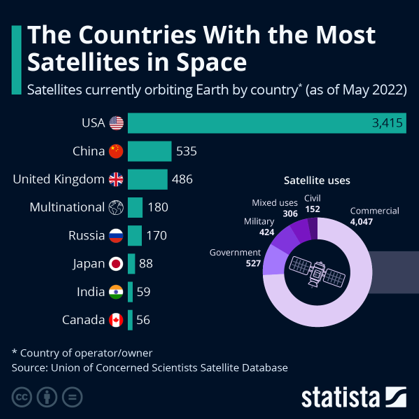 The Countries With the Most
Satellites in Space
Satellites currently orbiting Earth by country* (as of May 2022)
USA 3,415
China 535
United Kingdom 486
Multinational 180
Russia 170
Japan 88
India 59
Canada 56
Satellite uses
Civil
152
Mixed uses
306
Military
424
Government
527
Commercial
4,047
* Country of operator/owner
Source: Union of Concerned Scientists Satellite Database
cc
statista